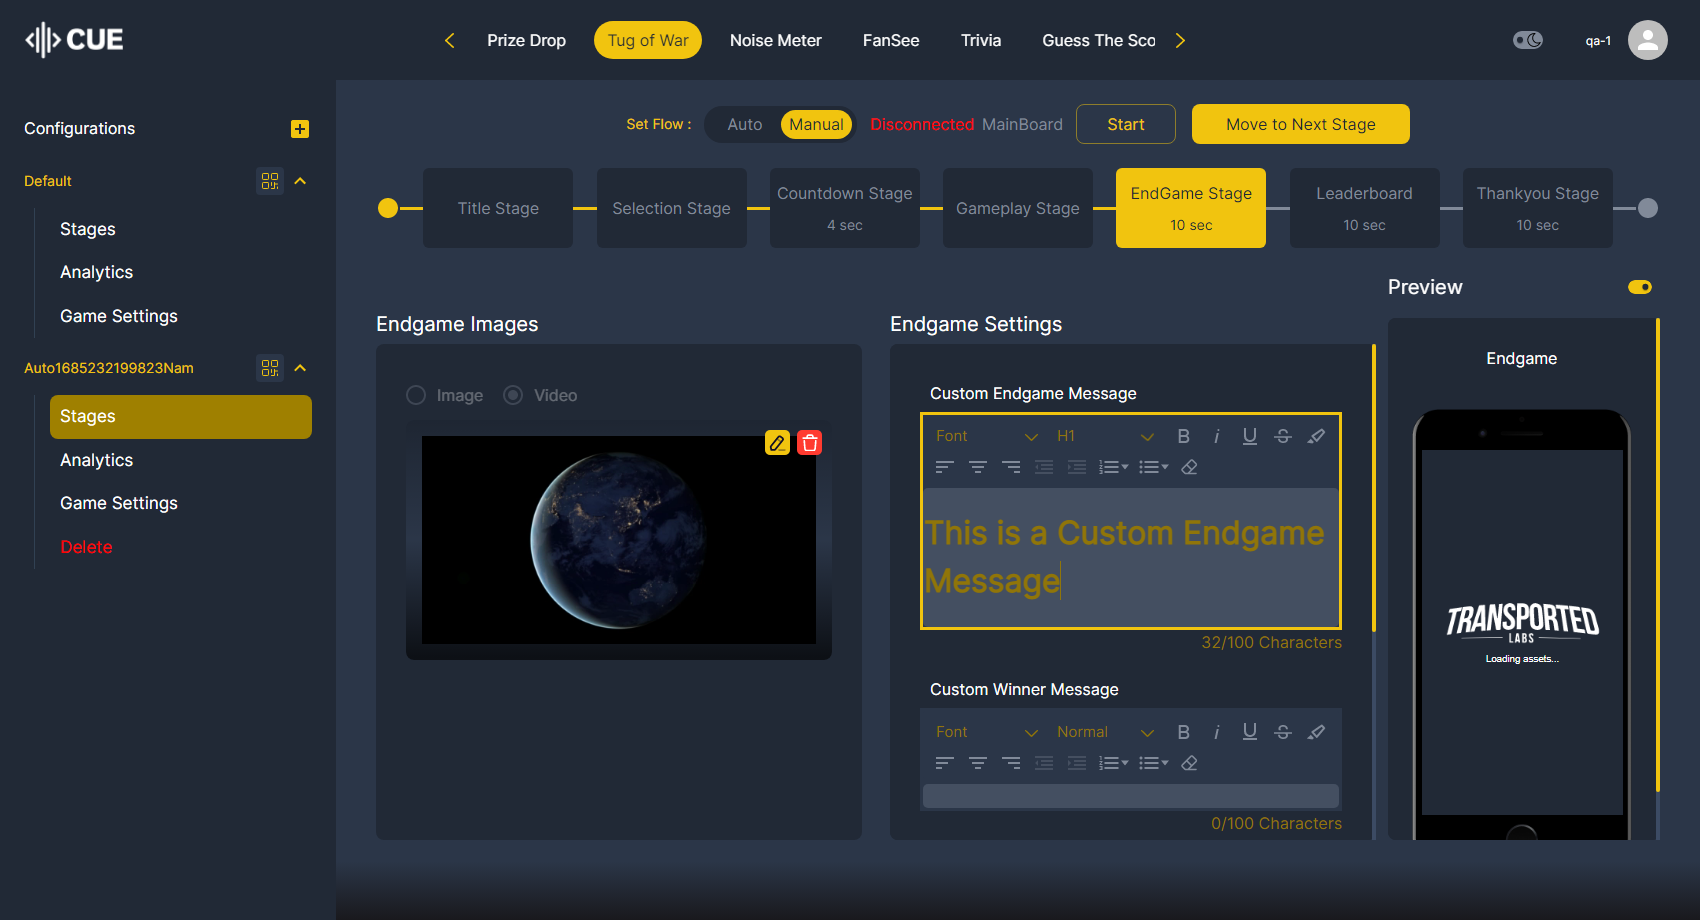 CUE
Prize Drop
Tug of War
Noise Meter
FanSee
Trivia
Guess The Sco
qa-1
Configurations
Default
Stages
Analytics
Game Settings
Auto1685232199823Nam
Stages
Analytics
Game Settings
Delete
Set Flow :
Auto
Manual
Disconnected MainBoard
Start
Move to Next Stage
Title Stage
Selection Stage
Countdown Stage
4 sec
Gameplay Stage
EndGame Stage
10 sec
Leaderboard
10 sec
Thankyou Stage
10 sec
Endgame Images
Image
Video
Endgame Settings
Custom Endgame Message
Font
H1
B
i
U
S
This is a Custom Endgame
Message
32/100 Characters
Custom Winner Message
Font
Normal
B
i
U
S
0/100 Characters
Preview
Endgame
TRANSPORTED
LABS
Loading assets...